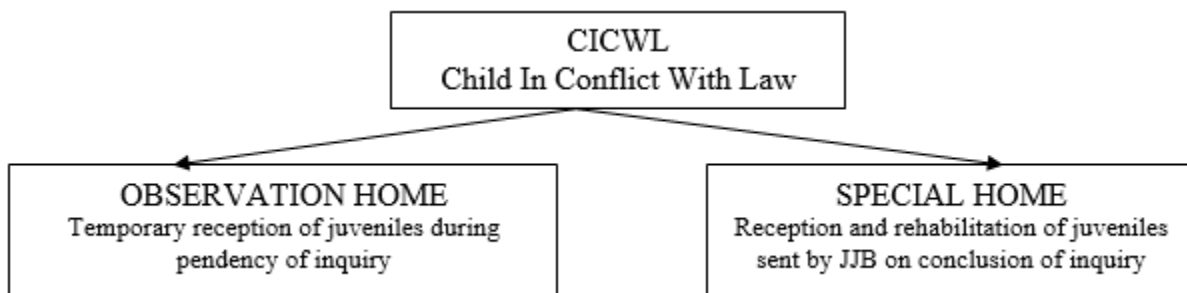 CICWL
Child In Conflict With Law
OBSERVATION HOME
Temporary reception of juveniles during
pendency of inquiry
SPECIAL HOME
Reception and rehabilitation of juveniles
sent by JJB on conclusion of inquiry